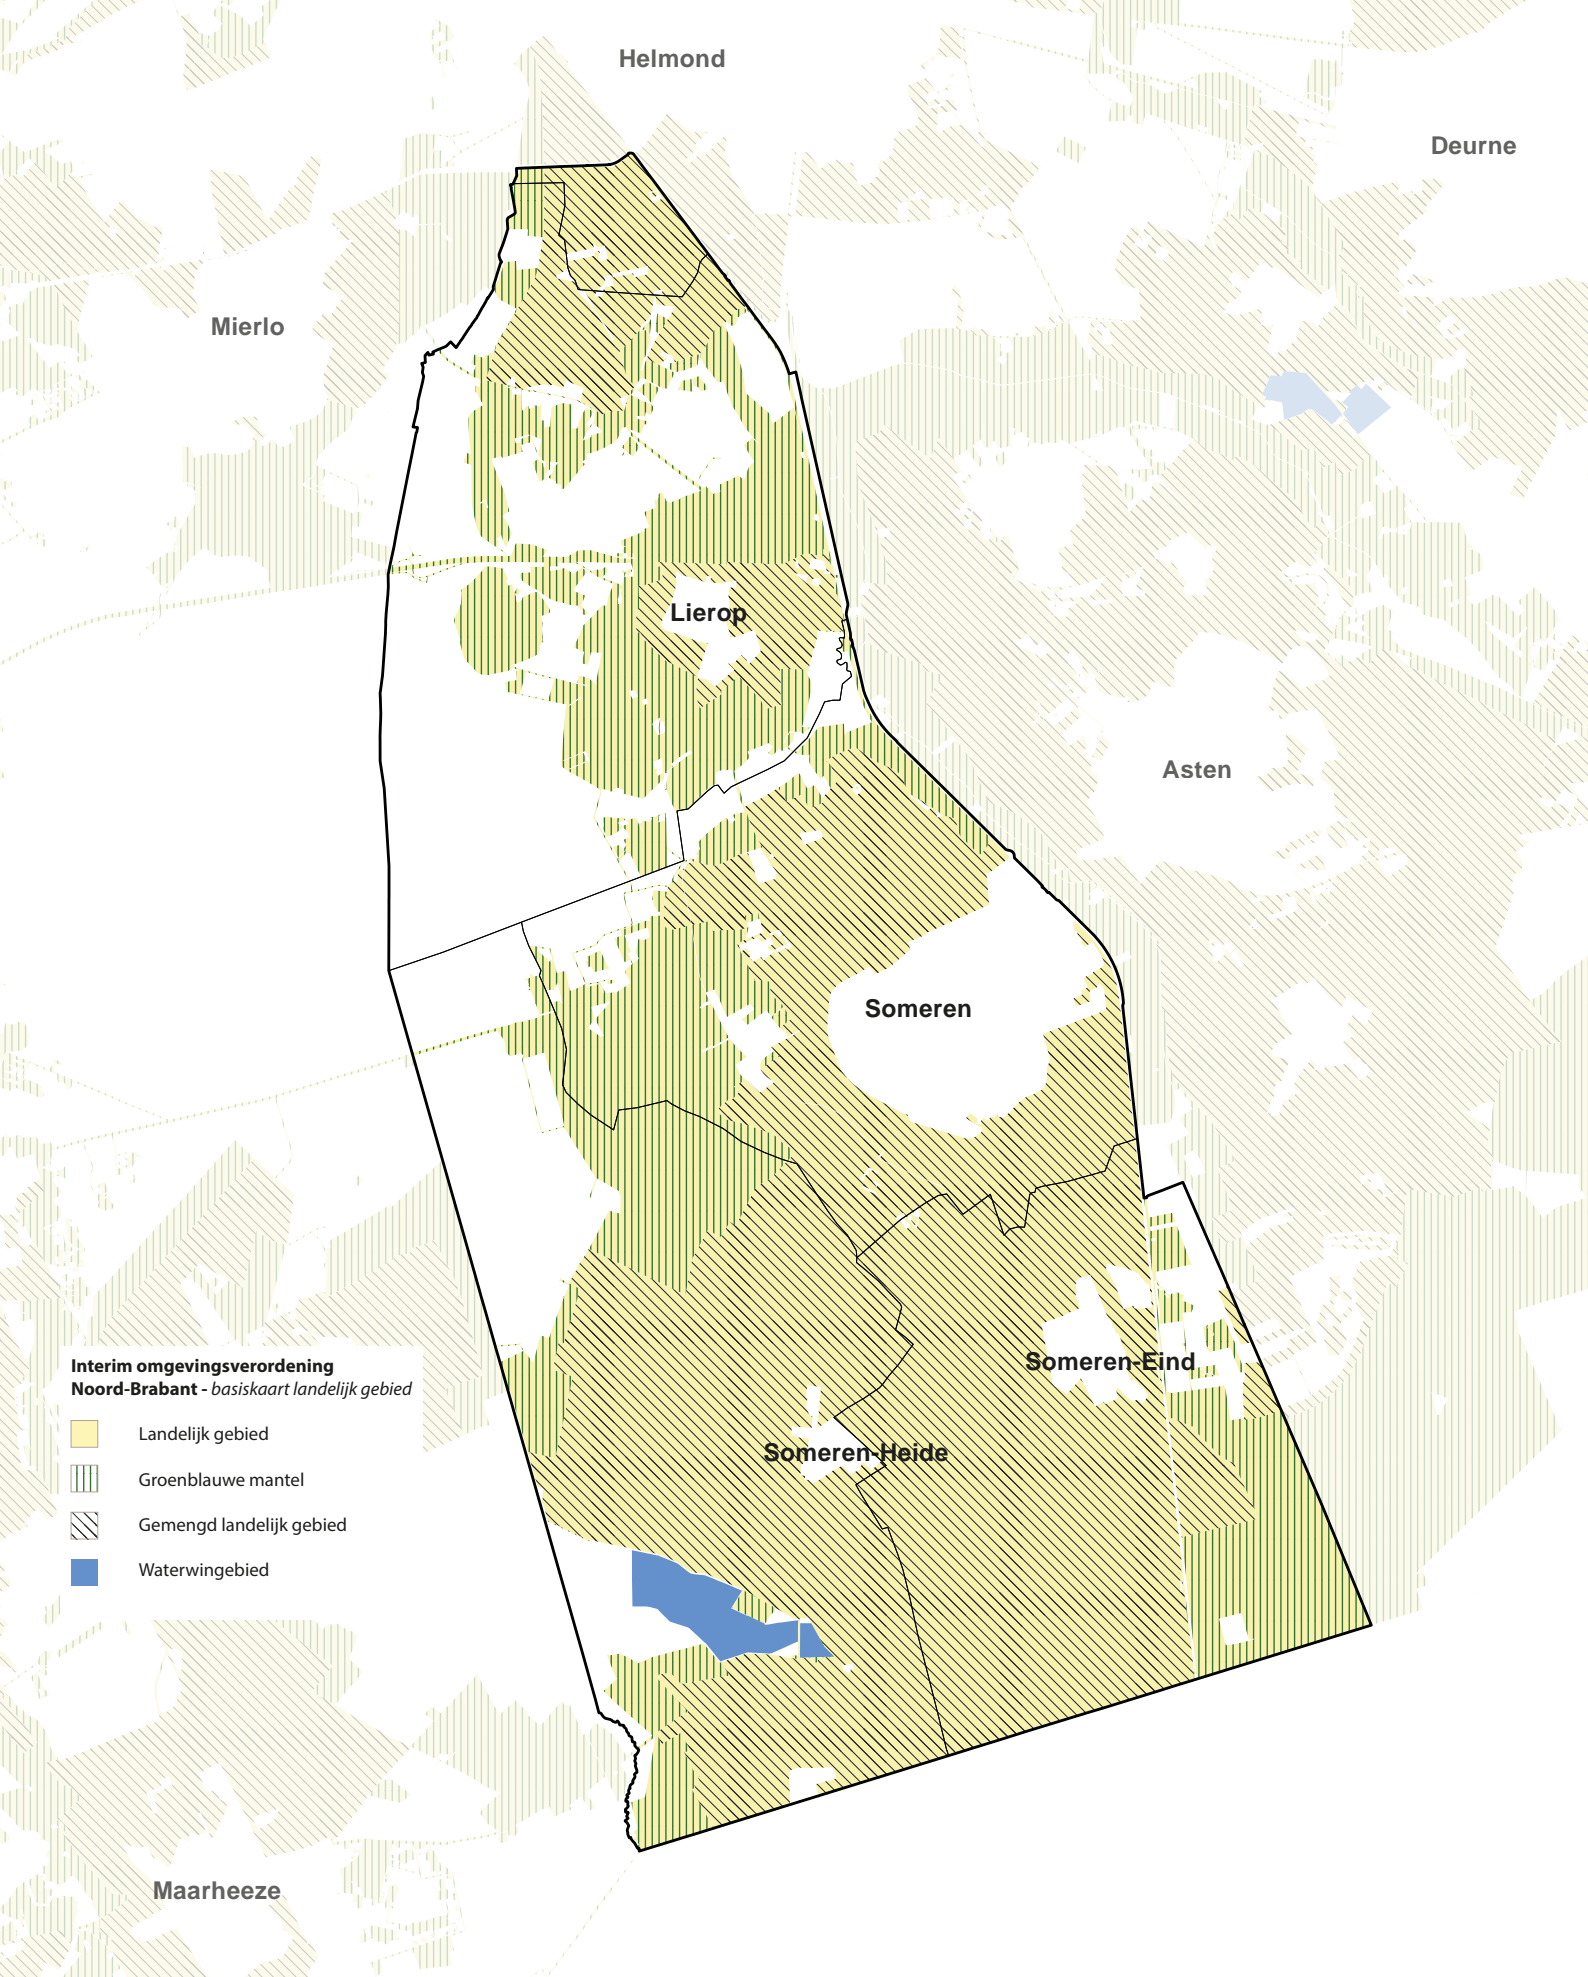 Helmond
Deurne
Mierlo
Lierop
Asten
Someren
Someren-Eind
Interim omgevingsverordening
Noord-Brabant - basiskaart landelijk gebied
Landelijk gebied
Someren-Heide
Groenblauwe mantel
Gemengd landelijk gebied
Waterwingebied
Maarheeze